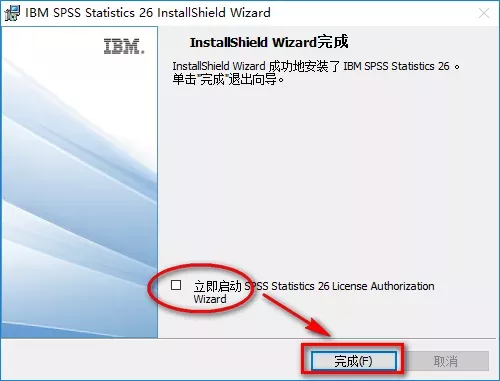 IBM SPSS Statistics 26 InstallShield Wizard
IBM.
InstallShield Wizard完成
InstallShield Wizard 成功地安装了 IBM SPSS Statistics 26 。
单击"完成"退出向导。
立即启动 SPSS Statistics 26 License Authorization
Wizard
完成(F)
取消